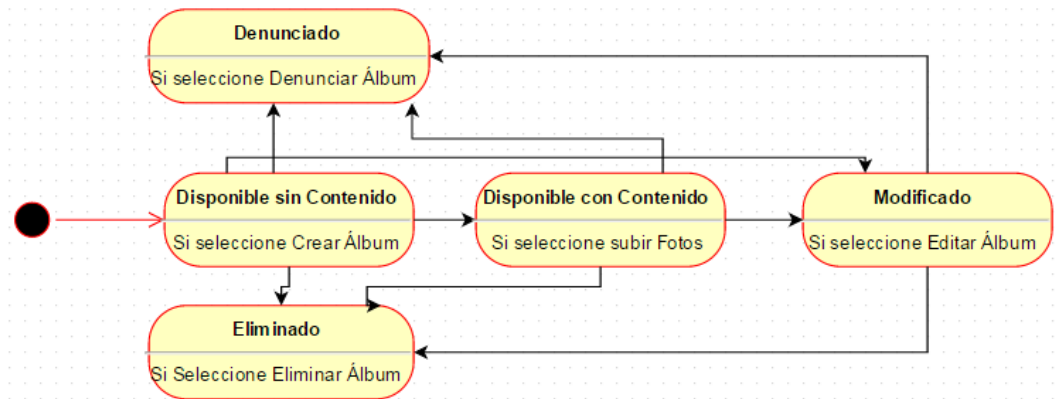 Denunciado
Si seleccione Denunciar Álbum
Disponible sin Contenido
Si seleccione Crear Álbum
Disponible con Contenido
Si seleccione subir Fotos
Modificado
Si seleccione Editar Álbum
Eliminado
Si Seleccione Eliminar Álbum